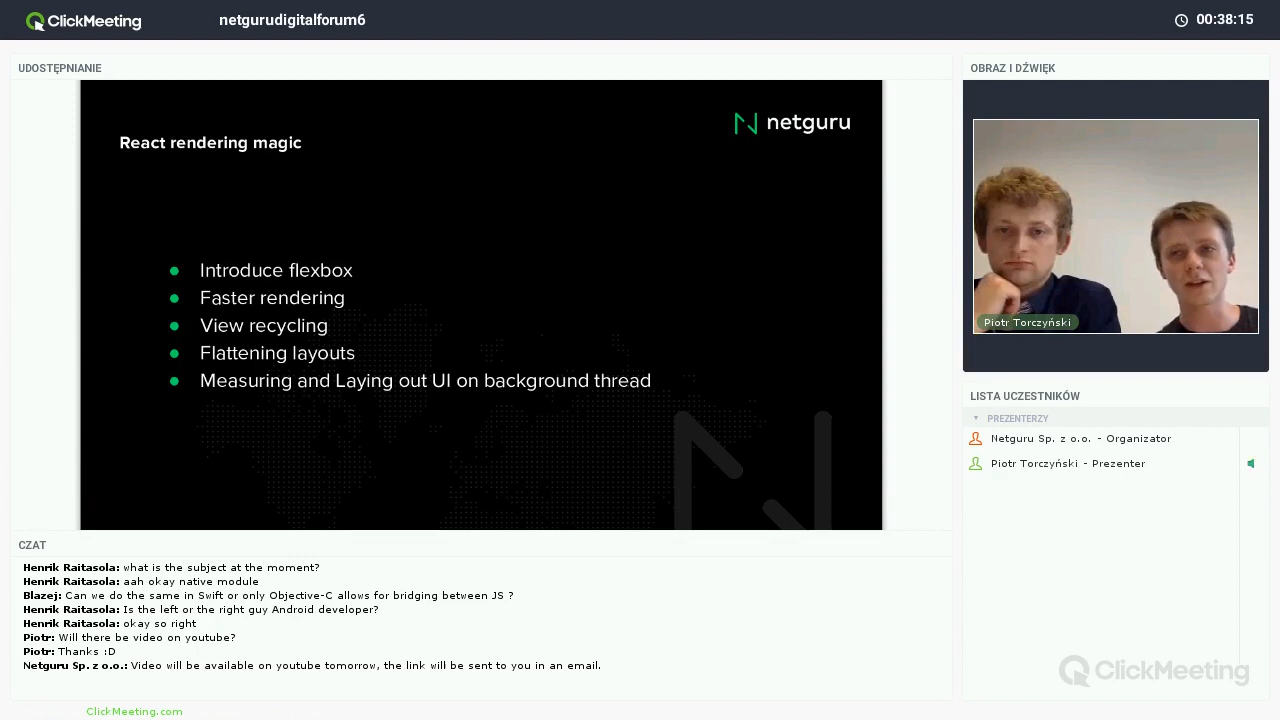 ClickMeeting
netgurudigitalforum6
00:38:15
UDOSTĘPNIANIE
OBRAZ I DŹWIĘK
netguru
React rendering magic
Introduce flexbox
Faster rendering
View recycling
Flattening layouts
Measuring and Laying out UI on background thread
Piotr Torczyński
LISTA UCZESTNIKÓW
PREZENTERZY
Netguru Sp. z o.o. - Organizator
Piotr Torczyński - Prezenter
CZAT
Henrik Raitasola: what is the subject at the moment?
Henrik Raitasola: aah okay native module
Blazej: Can we do the same in Swift or only Objective-C allows for bridging between JS ?
Henrik Raitasola: Is the left or the right guy Android developer?
Henrik Raitasola: okay so right
Piotr: Will there be video on youtube?
Piotr: Thanks :D
Netguru Sp. z o.o.: Video will be available on youtube tomorrow, the link will be sent to you in an email.
ClickMeeting
ClickMeeting.com